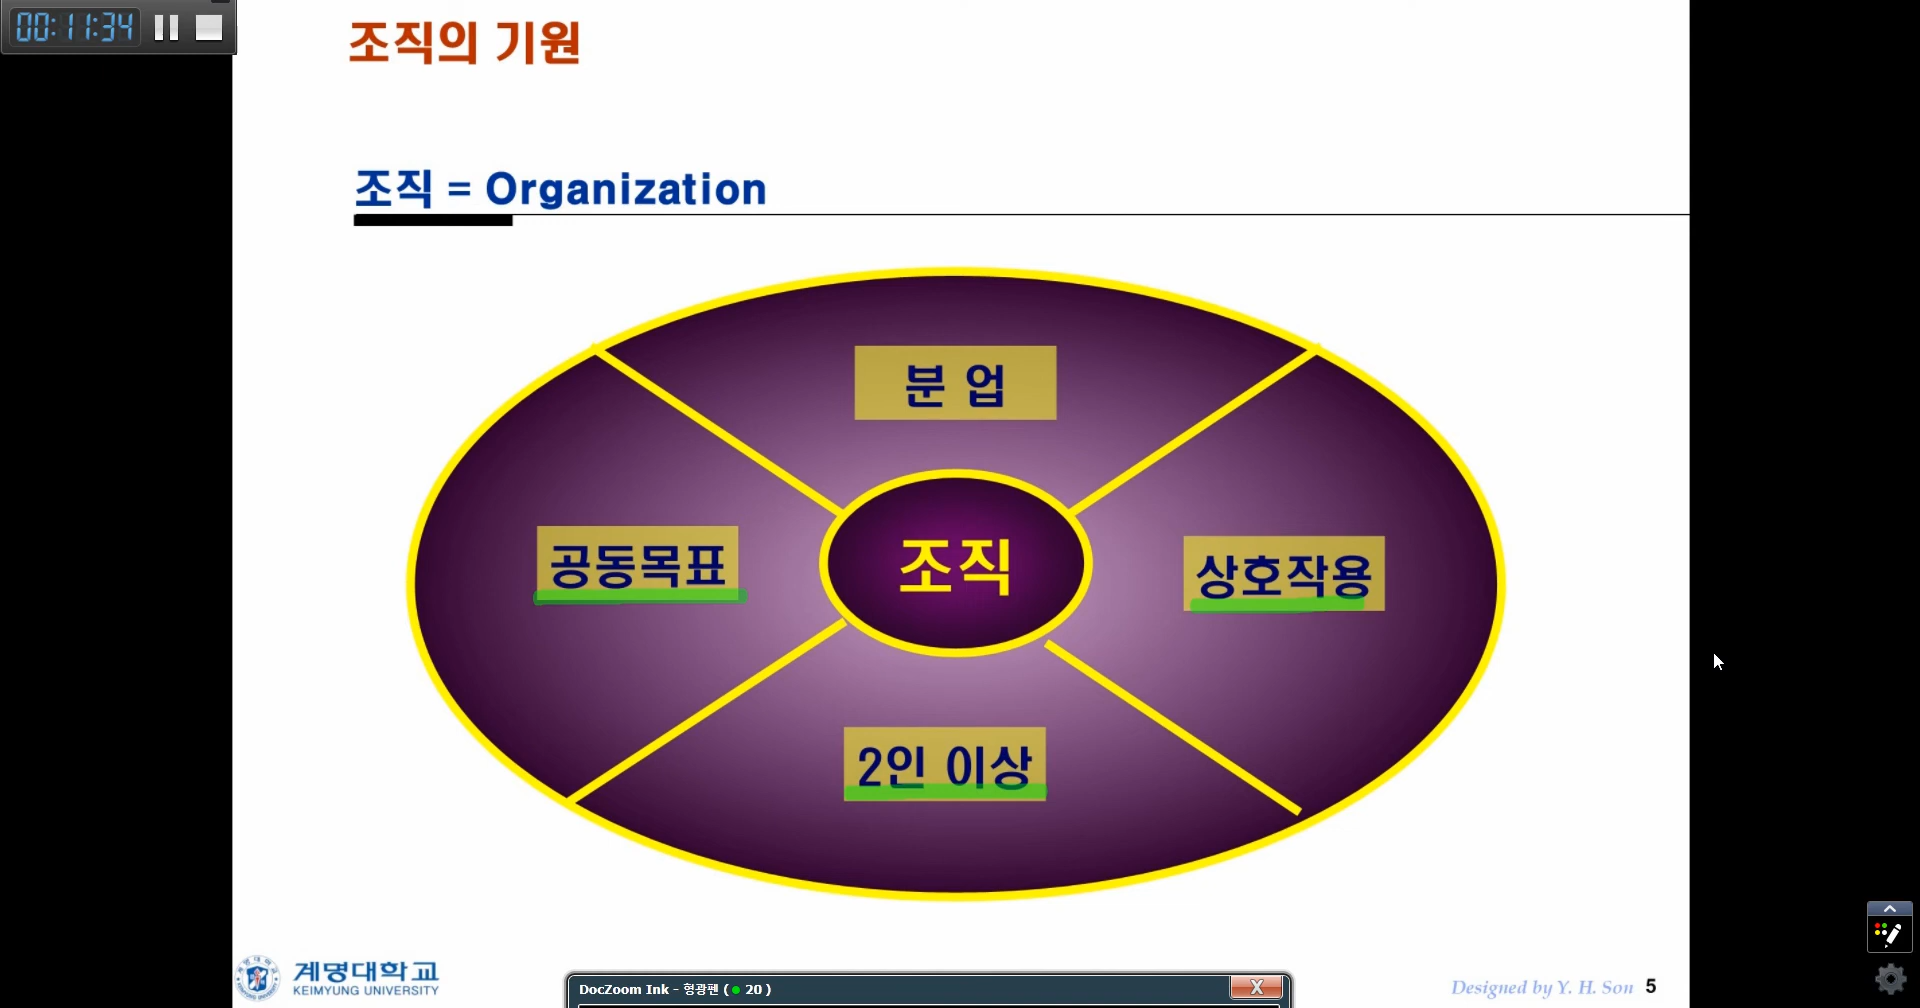 00:11:34
조직의 기원
조직 = Organization
분 업
공동목표
조직
상호작용
2인 이상
계명대학교
KEIMYUNG UNIVERSITY
DocZoom Ink - 형광펜 ( 20 )
Designed by Y. H. Son 5